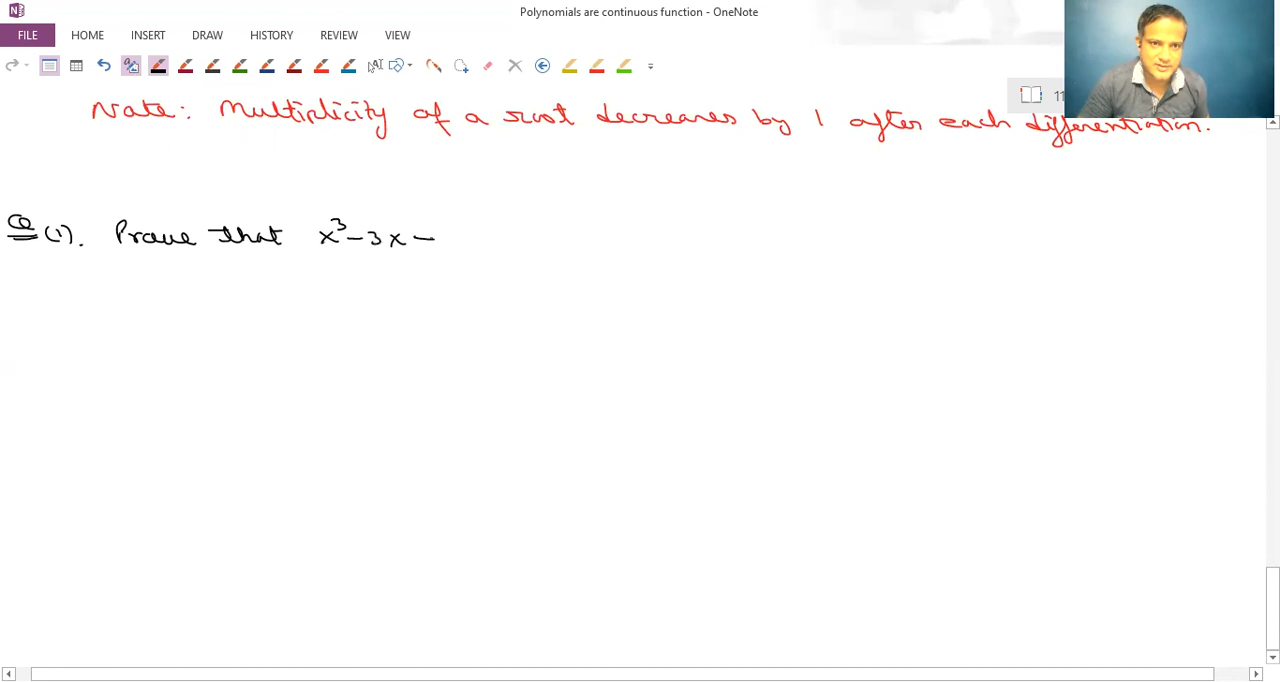 Polynomials are continuous function - OneNote
FILE HOME INSERT DRAW HISTORY REVIEW VIEW
11
Note: Multiplicity of a root decreases by 1 after each differentiation.
Q (1). Prove that x³ - 3x -